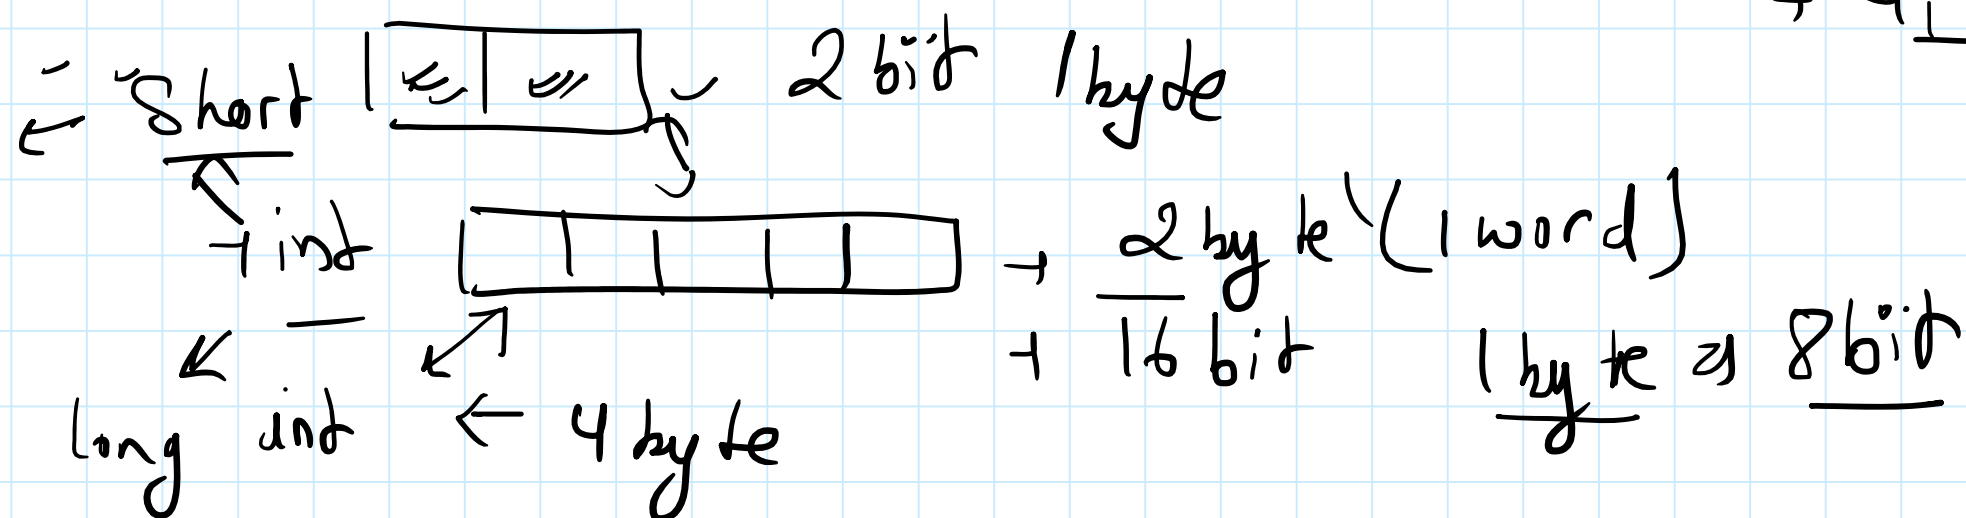 short 2 bit 1 byte
int → 2 byte (1 word)
→ 16 bit 1 byte = 8 bit
long int ← 4 byte